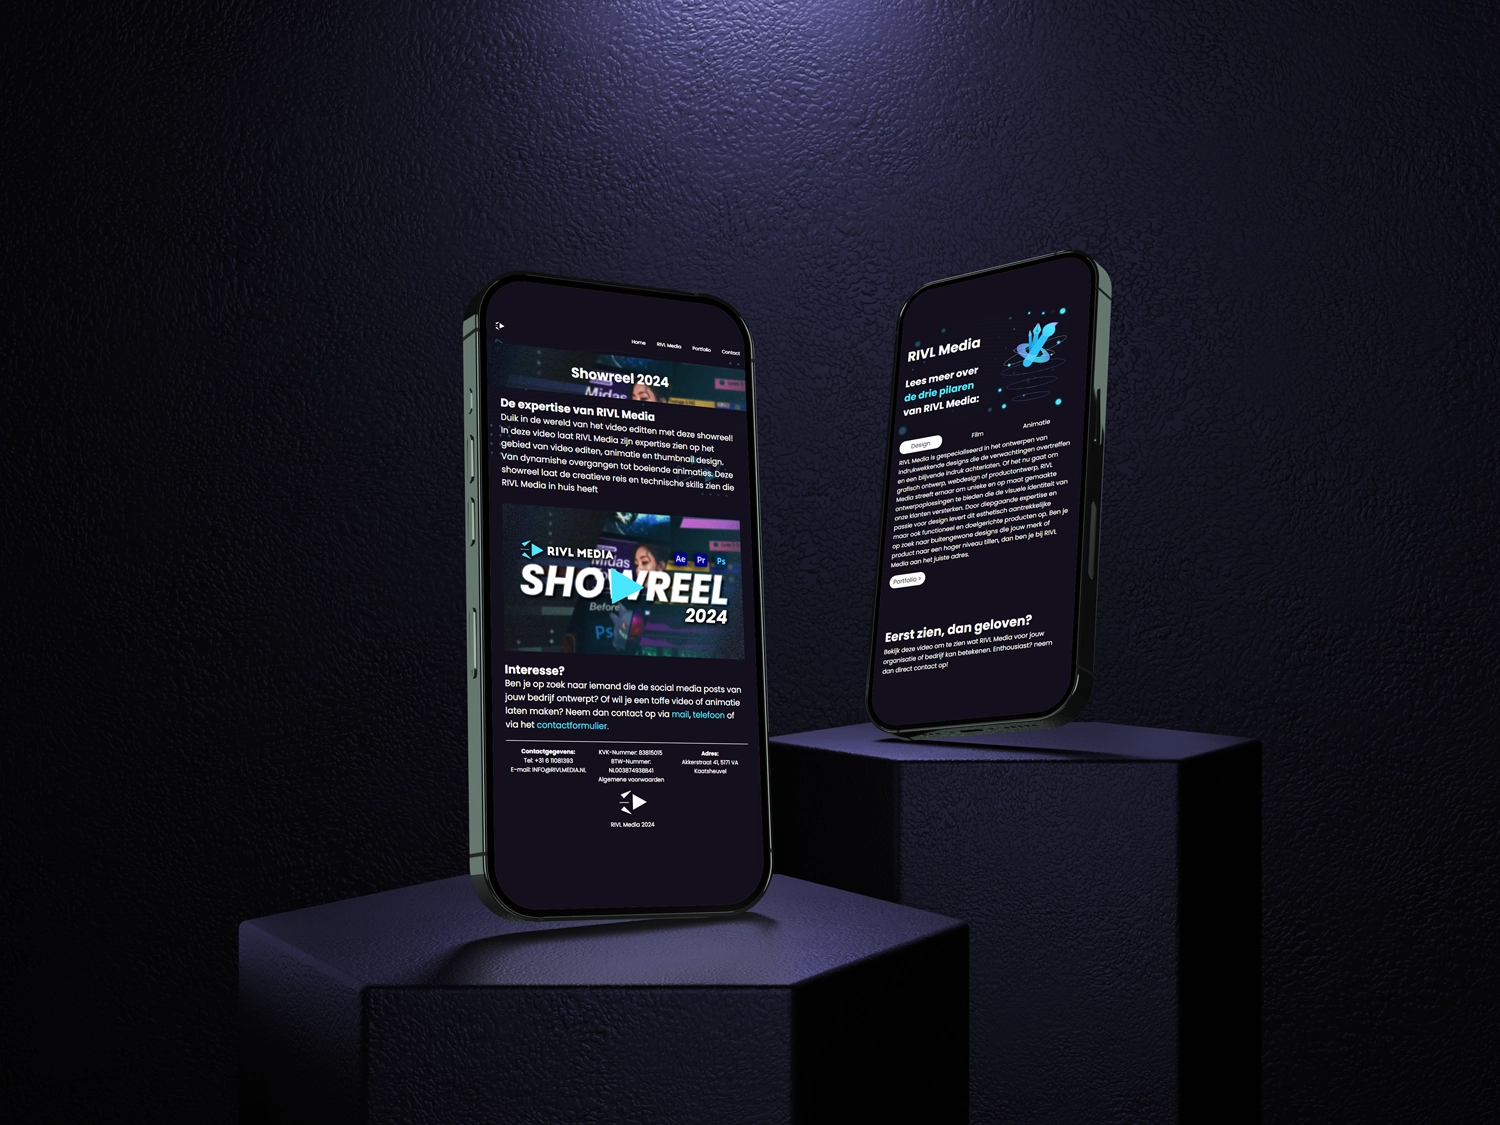 Home RIVL Media Portfolio Contact
Showreel 2024
Midas
De expertise van RIVL Media
Duik in de wereld van het video editten met deze showreel!
In deze video laat RIVL Media zijn expertise zien op het
gebied van video editen, animatie en thumbnail design.
Van dynamishe overgangen tot boeiende animaties. Deze
showreel laat de creatieve reis en technische skills zien die
RIVL Media in huis heeft
RIVL MEDIA
Midas
Ae Pr Ps
SHOWREEL
2024
Before
Ps
Interesse?
Ben je op zoek naar iemand die de social media posts van
jouw bedrijf ontwerpt? Of wil je een toffe video of animatie
laten maken? Neem dan contact op via mail, telefoon of
via het contactformulier.
Contactgegevens:
Tel: +31 6 11081393
E-mail: INFO@RIVLMEDIA.NL
KVK-Nummer: 83815015
BTW-Nummer:
NL003874938B41
Algemene voorwaarden
Adres:
Akkerstraat 41, 5171 VA
Kaatsheuvel
RIVL Media 2024
RIVL Media
Lees meer over
de drie pilaren
van RIVL Media:
Design Film Animatie
RIVL Media is gespecialiseerd in het ontwerpen van
indrukwekkende designs die de verwachtingen overtreffen
en een blijvende indruk achterlaten. Of het nu gaat om
grafisch ontwerp, webdesign of productontwerp, RIVL
Media streeft ernaar om unieke en op maat gemaakte
ontwerpoplossingen te bieden die de visuele identiteit van
onze klanten versterken. Door diepgaande expertise en
passie voor design levert dit esthetisch aantrekkelijke
maar ook functioneel en doelgerichte producten op. Ben je
op zoek naar buitengewone designs die jouw merk of
product naar een hoger niveau tillen, dan ben je bij RIVL
Media aan het juiste adres.
Portfolio >
Eerst zien, dan geloven?
Bekijk deze video om te zien wat RIVL Media voor jouw
organisatie of bedrijf kan betekenen. Enthousiast? neem
dan direct contact op!